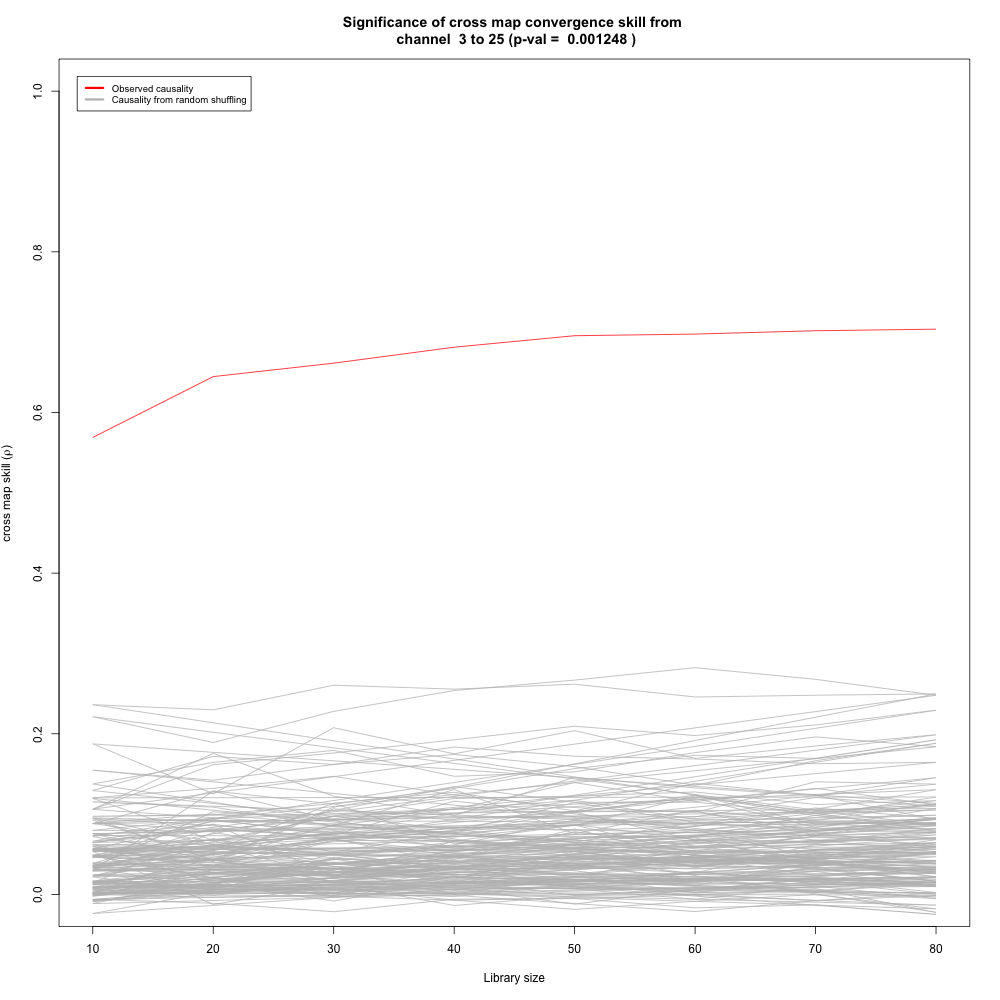 Significance of cross map convergence skill from
channel  3 to 25 (p-val =  0.001248 )
Observed causality
Causality from random shuffling
1.0
0.8
0.6
0.4
0.2
0.0
cross map skill (ρ)
10 20 30 40 50 60 70 80
Library size